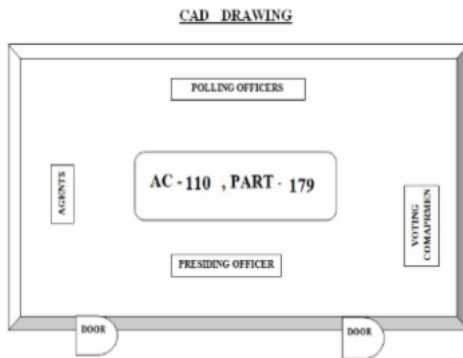 CAD DRAWING
POLLING OFFICERS
AC - 110 , PART - 179
AGENTS
VOTING
COMAPRMEN
PRESIDING OFFICER
DOOR
DOOR